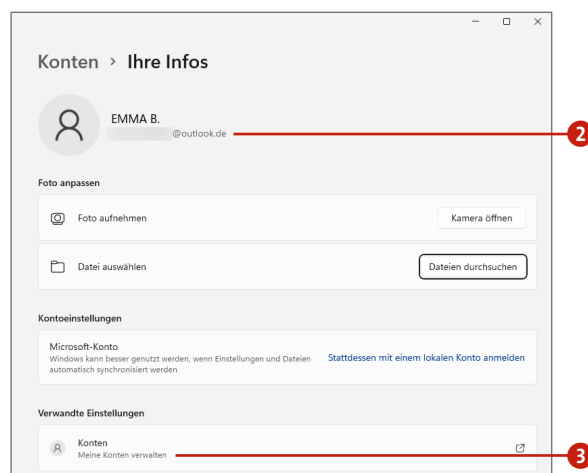 Konten > Ihre Infos
EMMA B.
@outlook.de
2
Foto anpassen
Foto aufnehmen
Kamera öffnen
Datei auswählen
Dateien durchsuchen
Kontoeinstellungen
Microsoft-Konto
Windows kann besser genutzt werden, wenn Einstellungen und Dateien
automatisch synchronisiert werden
Stattdessen mit einem lokalen Konto anmelden
Verwandte Einstellungen
Konten
Meine Konten verwalten
3